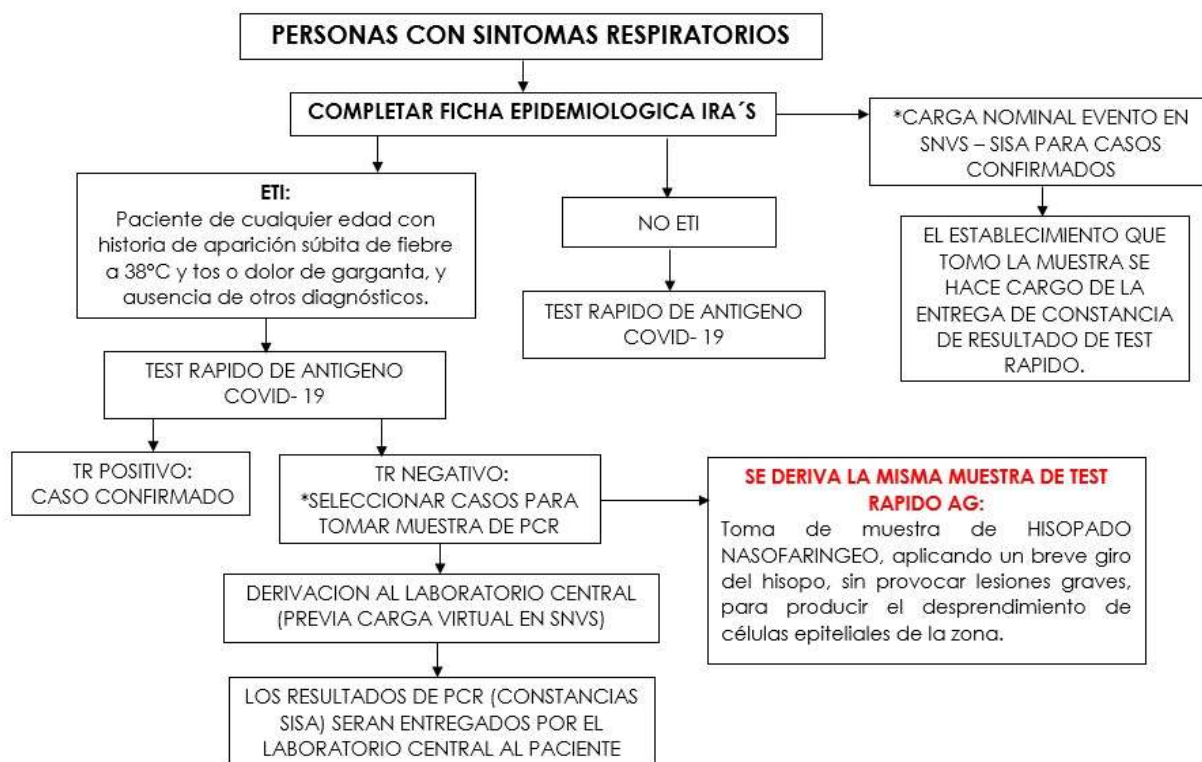 PERSONAS CON SINTOMAS RESPIRATORIOS
COMPLETAR FICHA EPIDEMIOLOGICA IRA´S
*CARGA NOMINAL EVENTO EN
SNVS – SISA PARA CASOS
CONFIRMADOS
ETI:
Paciente de cualquier edad con
historia de aparición súbita de fiebre
a 38°C y tos o dolor de garganta, y
ausencia de otros diagnósticos.
NO ETI
EL ESTABLECIMIENTO QUE
TOMO LA MUESTRA SE
HACE CARGO DE LA
ENTREGA DE CONSTANCIA
DE RESULTADO DE TEST
RAPIDO.
TEST RAPIDO DE ANTIGENO
COVID- 19
TEST RAPIDO DE ANTIGENO
COVID- 19
TR POSITIVO:
CASO CONFIRMADO
TR NEGATIVO:
*SELECCIONAR CASOS PARA
TOMAR MUESTRA DE PCR
SE DERIVA LA MISMA MUESTRA DE TEST
RAPIDO AG:
Toma de muestra de HISOPADO
NASOFARINGEO, aplicando un breve giro
del hisopo, sin provocar lesiones graves,
para producir el desprendimiento de
células epiteliales de la zona.
DERIVACION AL LABORATORIO CENTRAL
(PREVIA CARGA VIRTUAL EN SNVS)
LOS RESULTADOS DE PCR (CONSTANCIAS
SISA) SERAN ENTREGADOS POR EL
LABORATORIO CENTRAL AL PACIENTE